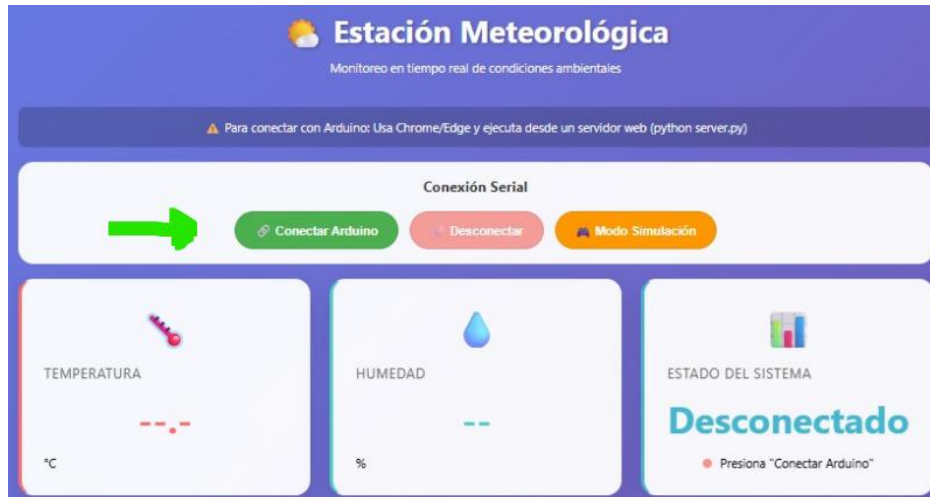 Estación Meteorológica
Monitoreo en tiempo real de condiciones ambientales
Para conectar con Arduino: Usa Chrome/Edge y ejecuta desde un servidor web (python server.py)
Conexión Serial
Conectar Arduino
Desconectar
Modo Simulación
TEMPERATURA
HUMEDAD
ESTADO DEL SISTEMA
--.-
--
Desconectado
°C
%
Presiona "Conectar Arduino"